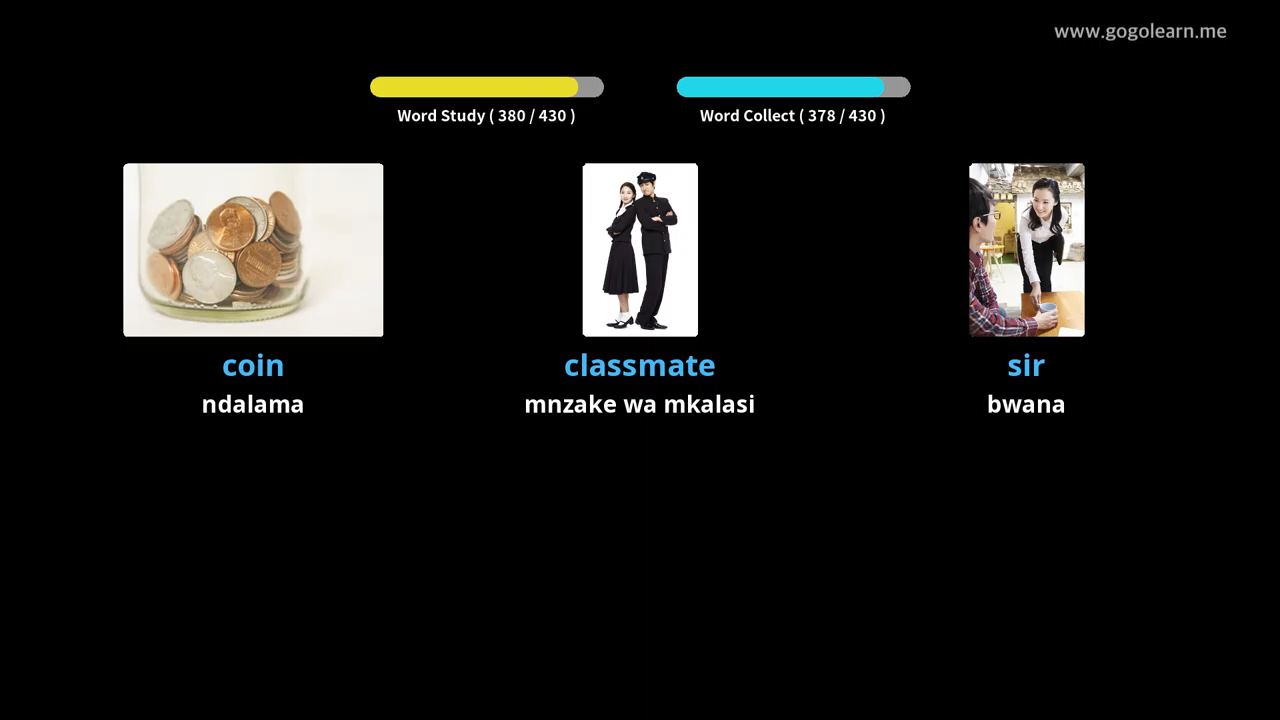 www.gogolearn.me
Word Study ( 380 / 430 )
Word Collect ( 378 / 430 )
coin
classmate
sir
ndalama
mnzake wa mkalasi
bwana